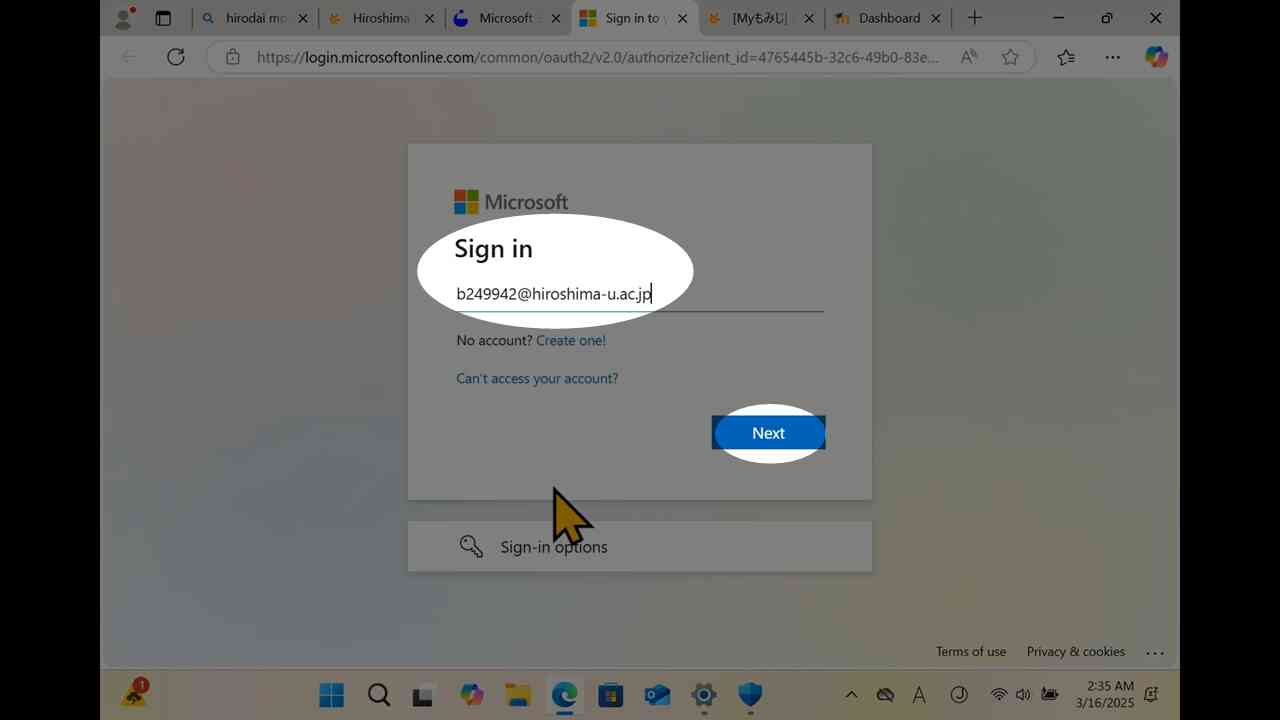 hirodai mo
Hiroshima
Microsoft
Sign in to
[Myもみじ]
Dashboard
https://login.microsoftonline.com/common/oauth2/v2.0/authorize?client_id=4765445b-32c6-49b0-83e...
Microsoft
Sign in
b249942@hiroshima-u.ac.jp
No account? Create one!
Can't access your account?
Next
Sign-in options
Terms of use
Privacy & cookies
...
1
A
2:35 AM
3/16/2025